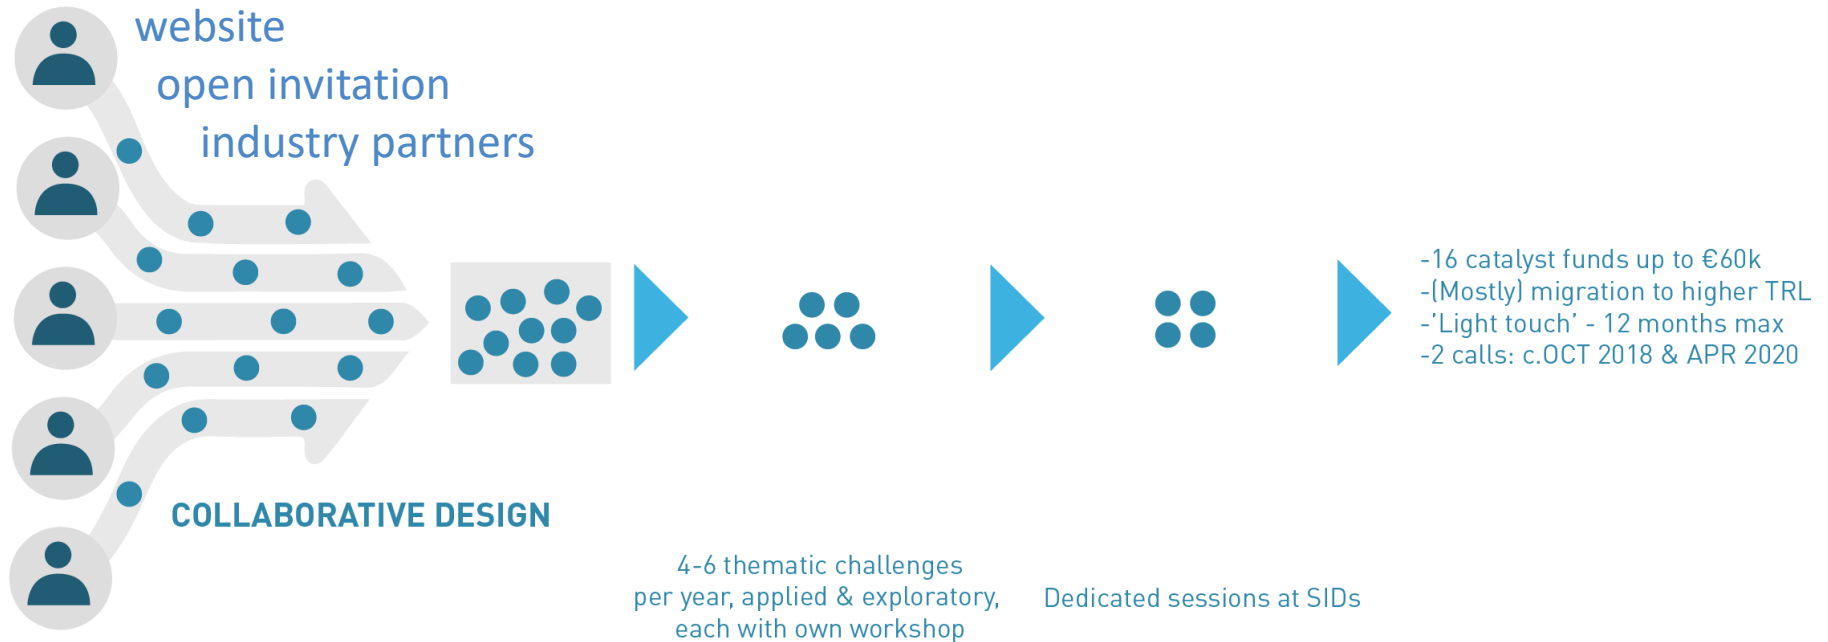 website
open invitation
industry partners
COLLABORATIVE DESIGN
4-6 thematic challenges
per year, applied & exploratory,
each with own workshop
Dedicated sessions at SIDs
-16 catalyst funds up to €60k
-(Mostly) migration to higher TRL
-’Light touch’ - 12 months max
-2 calls: c.OCT 2018 & APR 2020